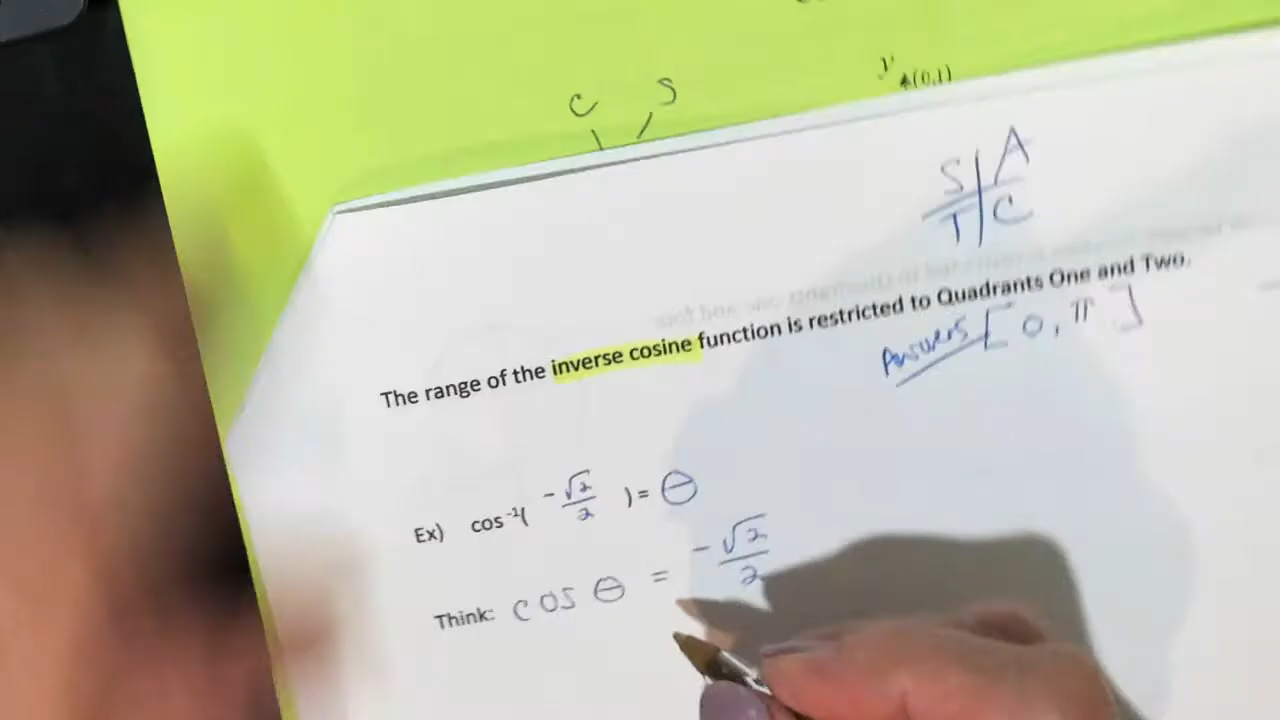 C S
y
(0,1)
S A
T C
The range of the inverse cosine function is restricted to Quadrants One and Two.
Answers [0, π]
Ex) cos⁻¹( -√2/2 ) = θ
Think: cos θ = -√2/2